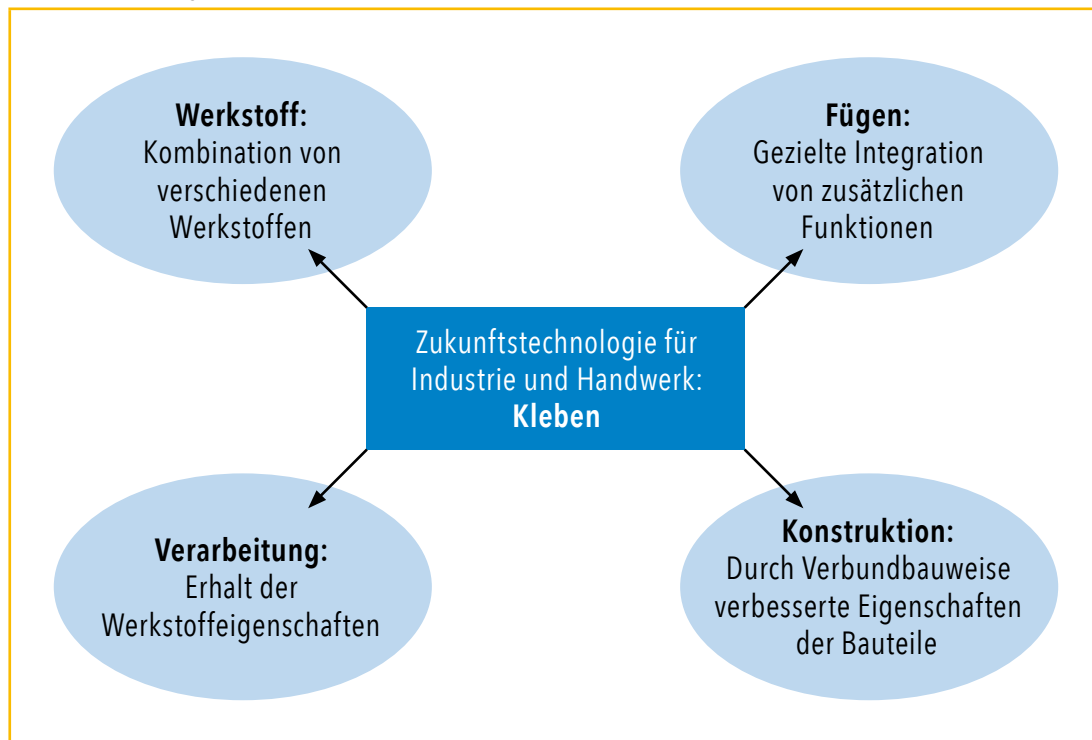 Werkstoff:
Kombination von
verschiedenen
Werkstoffen
Fügen:
Gezielte Integration
von zusätzlichen
Funktionen
Zukunftstechnologie für
Industrie und Handwerk:
Kleben
Verarbeitung:
Erhalt der
Werkstoffeigenschaften
Konstruktion:
Durch Verbundbauweise
verbesserte Eigenschaften
der Bauteile